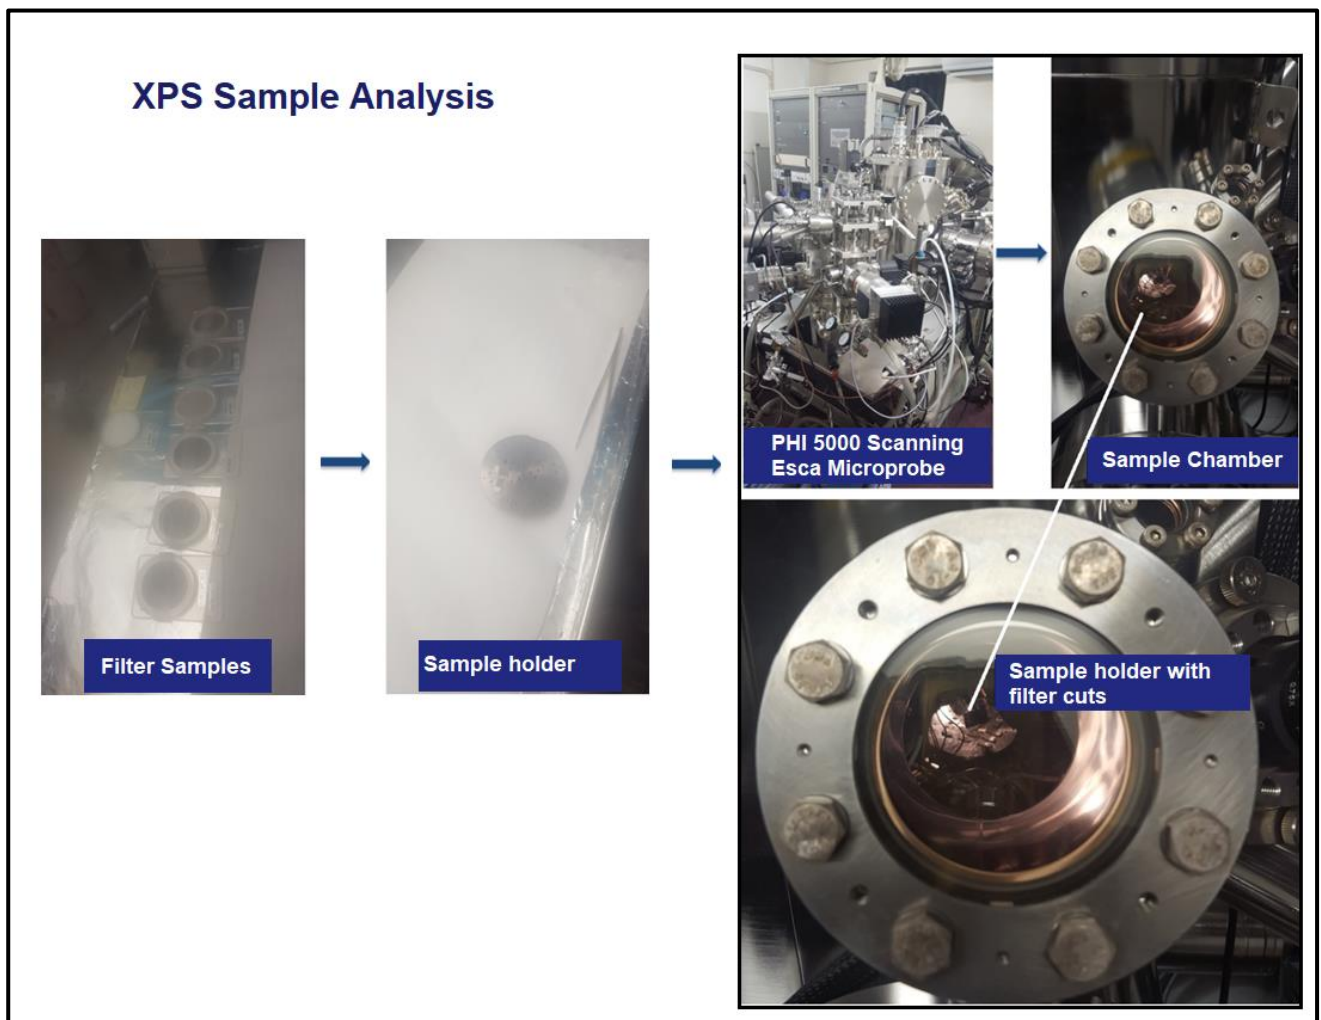 XPS Sample Analysis
Filter Samples
Sample holder
PHI 5000 Scanning
Esca Microprobe
Sample Chamber
Sample holder with
filter cuts